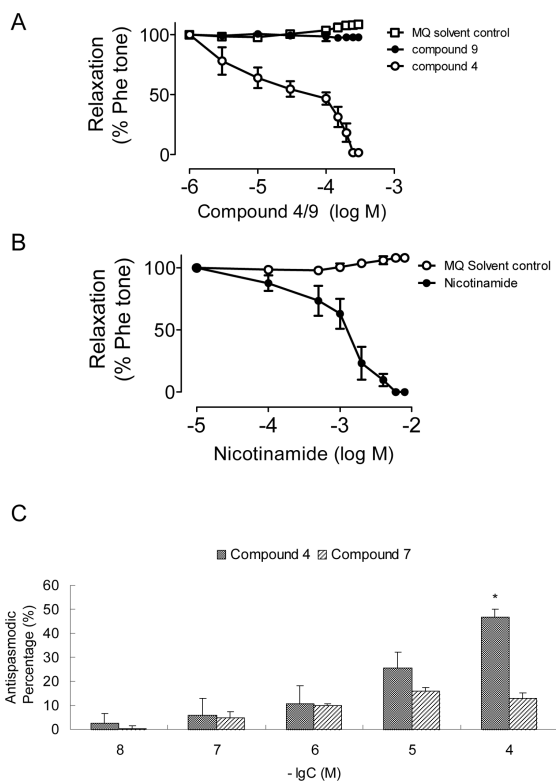 A
100
50
0
Relaxation
(% Phe tone)
MQ solvent control
compound 9
compound 4
-6 -5 -4 -3
Compound 4/9 (log M)
B
100
50
0
Relaxation
(% Phe tone)
MQ Solvent control
Nicotinamide
-5 -4 -3 -2
Nicotinamide (log M)
C
Compound 4 Compound 7
60
50
40
30
20
10
0
Antispasmodic
Percentage (%)
*
8 7 6 5 4
- lgC (M)